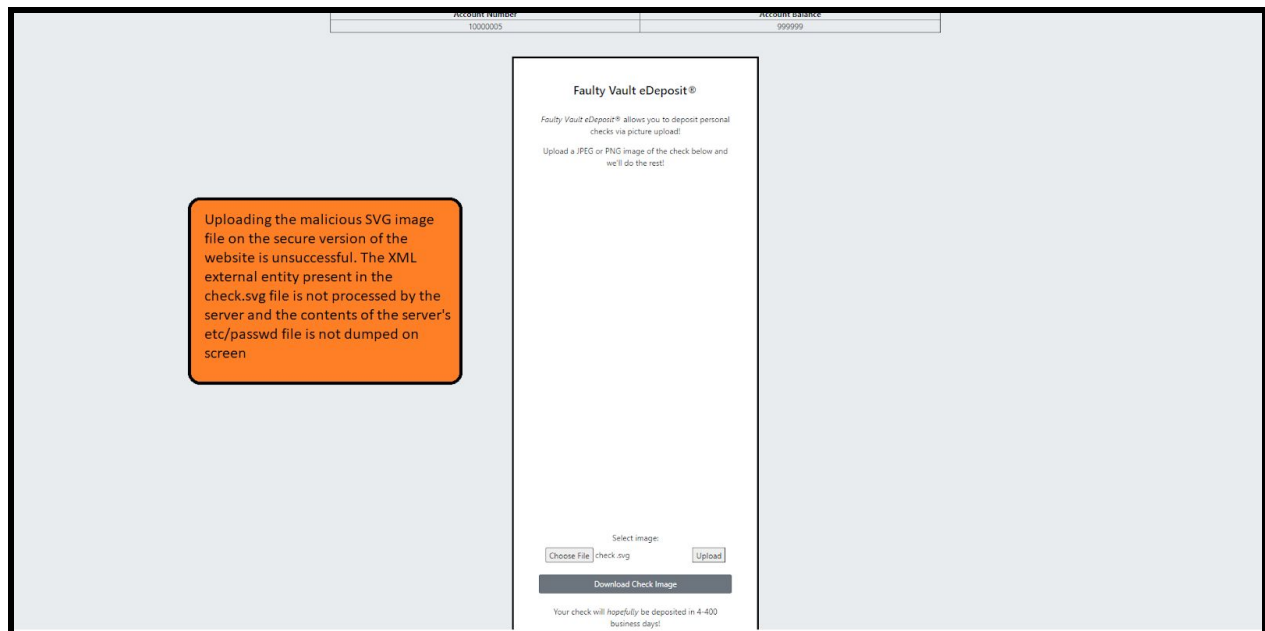 Account Number Account Balance
10000005 999999
Faulty Vault eDeposit®
Faulty Vault eDeposit® allows you to deposit personal
checks via picture upload!
Upload a JPEG or PNG image of the check below and
we'll do the rest!
Uploading the malicious SVG image
file on the secure version of the
website is unsuccessful. The XML
external entity present in the
check.svg file is not processed by the
server and the contents of the server's
etc/passwd file is not dumped on
screen
Select image:
Choose File check.svg Upload
Download Check Image
Your check will hopefully be deposited in 4-400
business days!